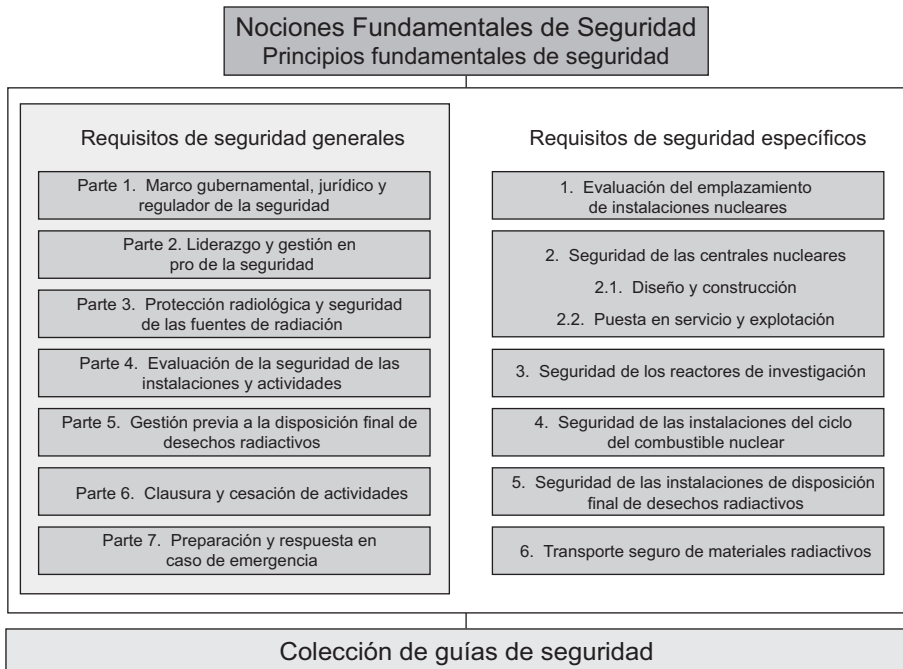 Nociones Fundamentales de Seguridad
Principios fundamentales de seguridad
Requisitos de seguridad generales
Parte 1. Marco gubernamental, jurídico y
regulador de la seguridad
Parte 2. Liderazgo y gestión en
pro de la seguridad
Parte 3. Protección radiológica y seguridad
de las fuentes de radiación
Parte 4. Evaluación de la seguridad de las
instalaciones y actividades
Parte 5. Gestión previa a la disposición final de
desechos radiactivos
Parte 6. Clausura y cesación de actividades
Parte 7. Preparación y respuesta en
caso de emergencia
Requisitos de seguridad específicos
1. Evaluación del emplazamiento
de instalaciones nucleares
2. Seguridad de las centrales nucleares
2.1. Diseño y construcción
2.2. Puesta en servicio y explotación
3. Seguridad de los reactores de investigación
4. Seguridad de las instalaciones del ciclo
del combustible nuclear
5. Seguridad de las instalaciones de disposición
final de desechos radiactivos
6. Transporte seguro de materiales radiactivos
Colección de guías de seguridad